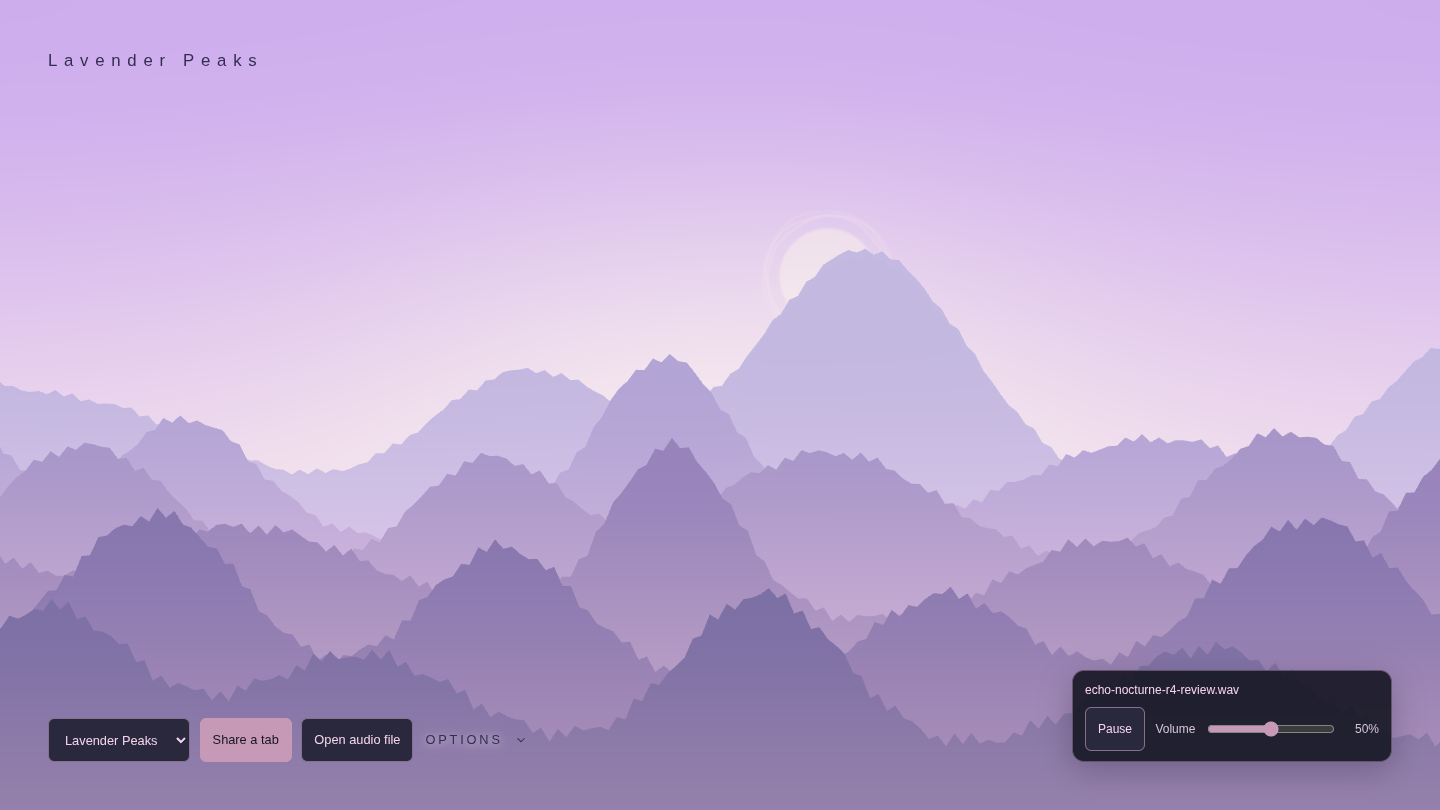 Lavender Peaks
echo-nocturne-r4-review.wav
Pause Volume 50%
Lavender Peaks Share a tab Open audio file OPTIONS